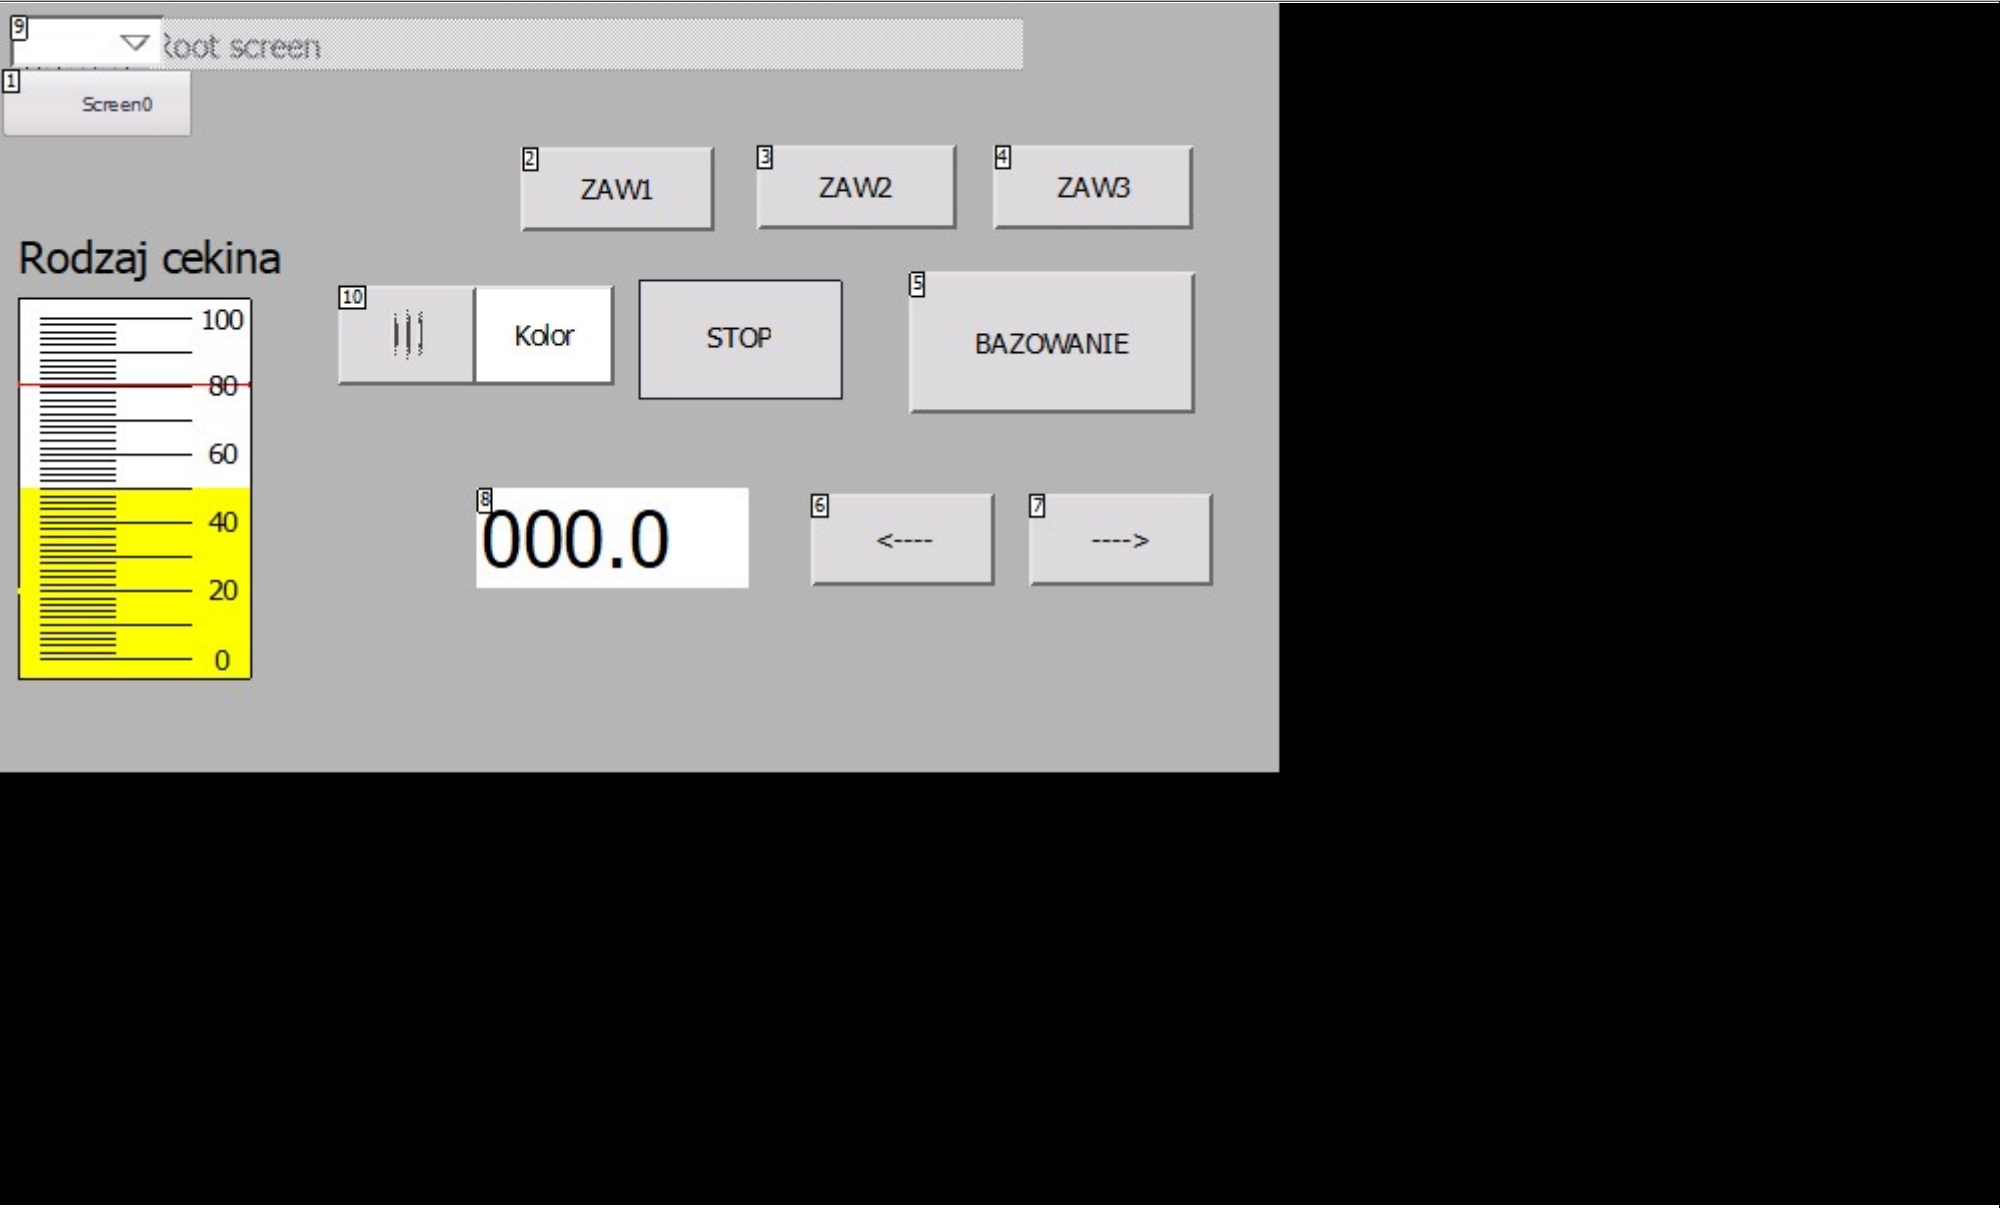 9
Root screen
1
Screen0
2
ZAW1
3
ZAW2
4
ZAW3
Rodzaj cekina
10
Kolor
STOP
5
BAZOWANIE
100
80
60
40
20
0
8
000.0
6
<----
7
---->